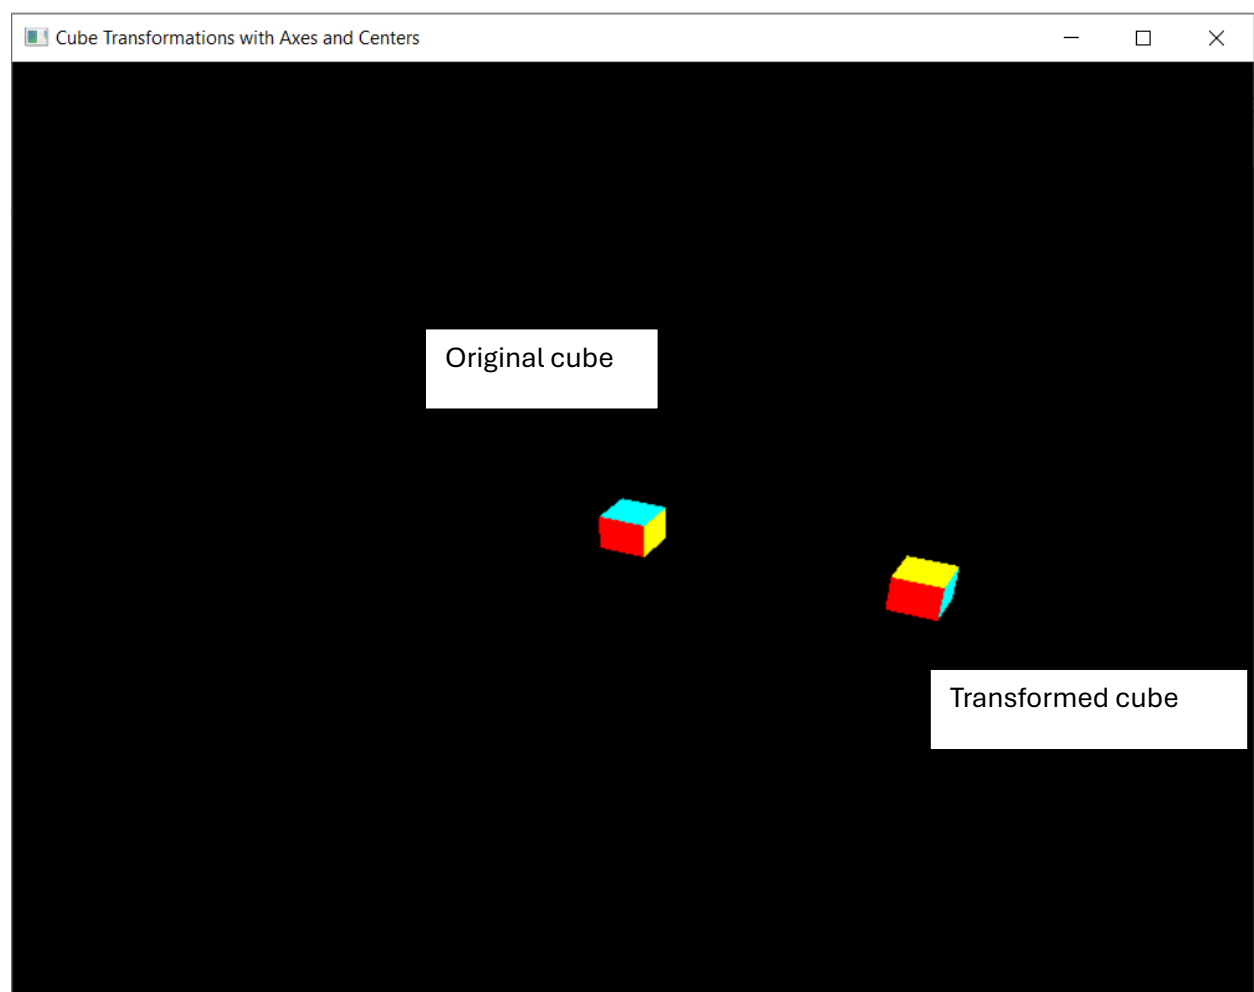 Cube Transformations with Axes and Centers
Original cube
Transformed cube